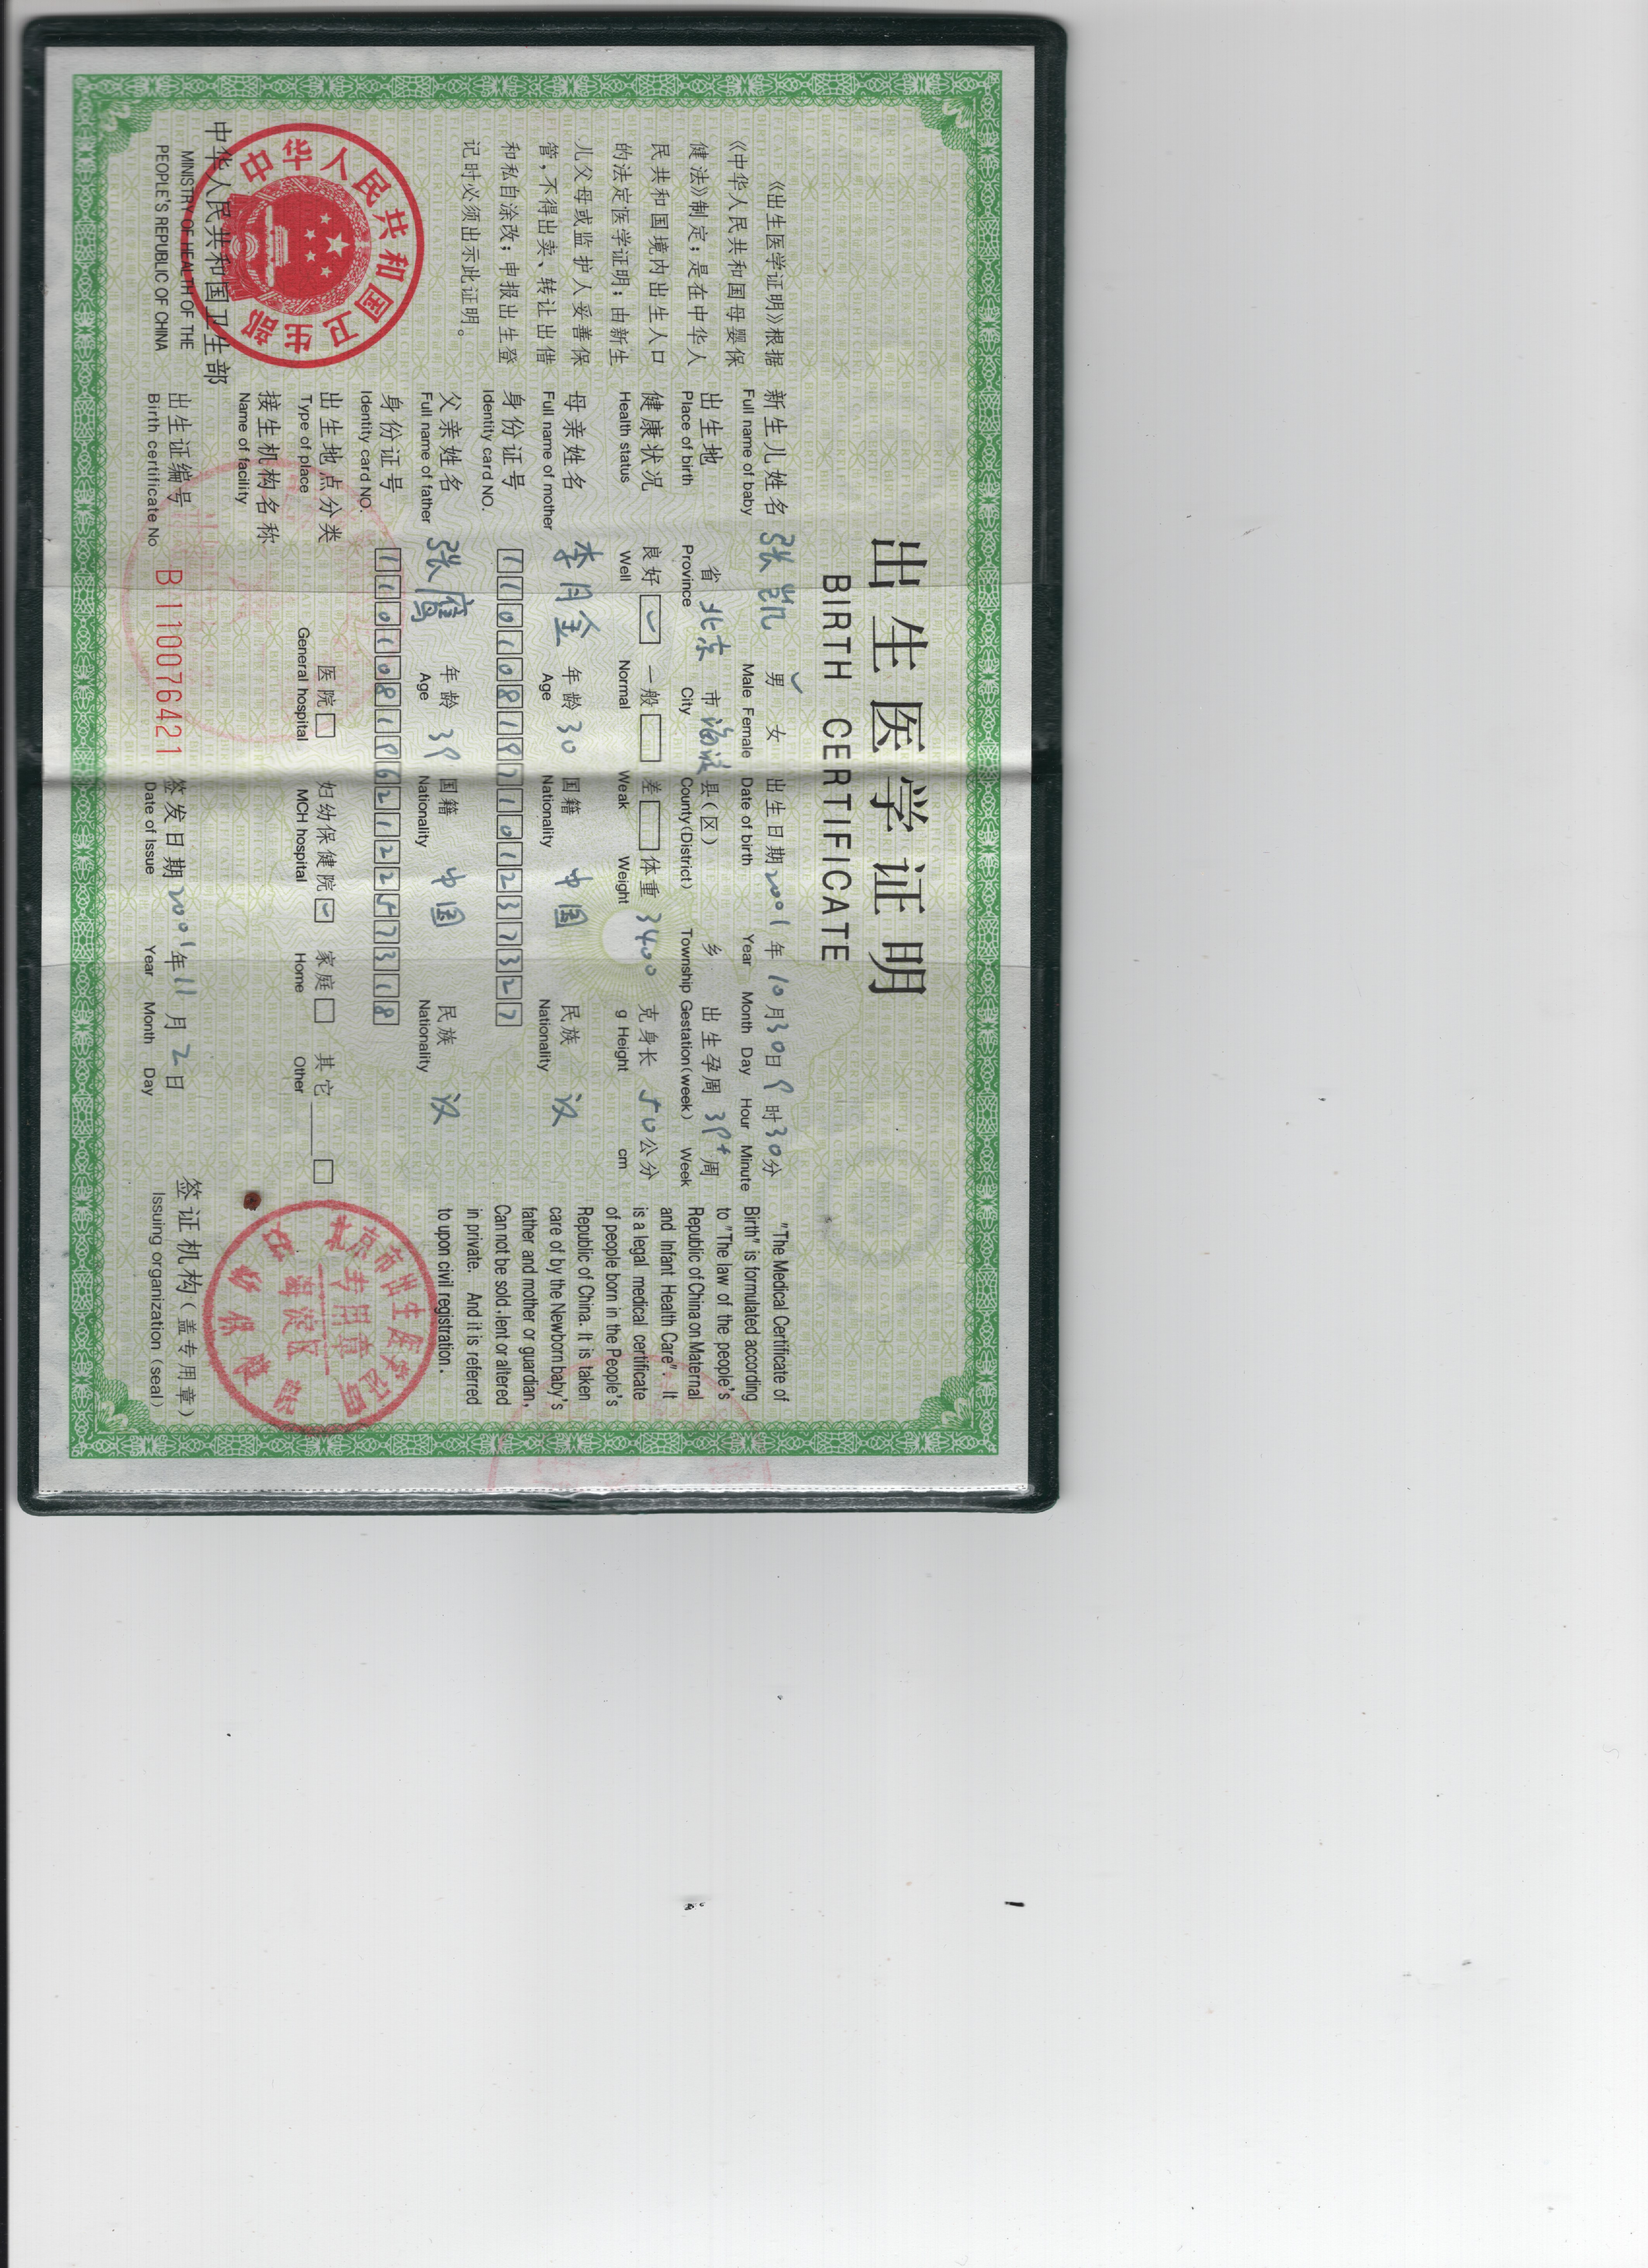 出生医学证明
BIRTH CERTIFICATE
《出生医学证明》根据
《中华人民共和国母婴保
健法》制定；是在中华人
民共和国境内出生人口
的法定医学证明；由新生
儿父母或监护人妥善保
管，不得出卖、转让出借
和私自涂改；申报出生登
记时必须出示此证明。
中华人民共和国卫生部
中华人民共和国卫生部
MINISTRY OF HEALTH OF THE
PEOPLE'S REPUBLIC OF CHINA
新生儿姓名 张凯 男 ✓ 女 出生日期 2001 年 10 月 30 日 9 时 30 分
Full name of baby Male Female Date of birth Year Month Day Hour Minute
出生地 省 北京 市 海淀 县(区) 乡 出生孕周 39+ 周
Place of birth Province City County(District) Township Gestation(week) Week
健康状况 良好 ✓ 一般 □ 差 □ 体重 3400 克 身长 50 公分
Health status Well Normal Weak Weight g Height cm
母亲姓名 李月金 年龄 30 国籍 中国 民族 汉
Full name of mother Age Nationality Nationality
身份证号 110108197101237327
Identity card NO.
父亲姓名 张 年龄 39 国籍 中国 民族 汉
Full name of father Age Nationality Nationality
身份证号 110108196212257318
Identity card NO.
出生地点分类 医院 □ 妇幼保健院 ✓ 家庭 □ 其它 ____ □
Type of place General hospital MCH hospital Home Other
接生机构名称
Name of facility
出生证编号 B110076421 签发日期 2001 年 11 月 2 日 签证机构(盖专用章)
Birth certificate No Date of Issue Year Month Day Issuing organization (seal)
"The Medical Certificate of
Birth" is formulated according
to "The law of the people's
Republic of China on Maternal
and Infant Health Care". It
is a legal medical certificate
of people born in the People's
Republic of China. It is taken
care of by the Newborn baby's
father and mother or guardian,
Can not be sold, lent or altered
in private. And it is referred
to upon civil registration.
北京市出生医学证明
专用章
海淀区
妇幼保健院